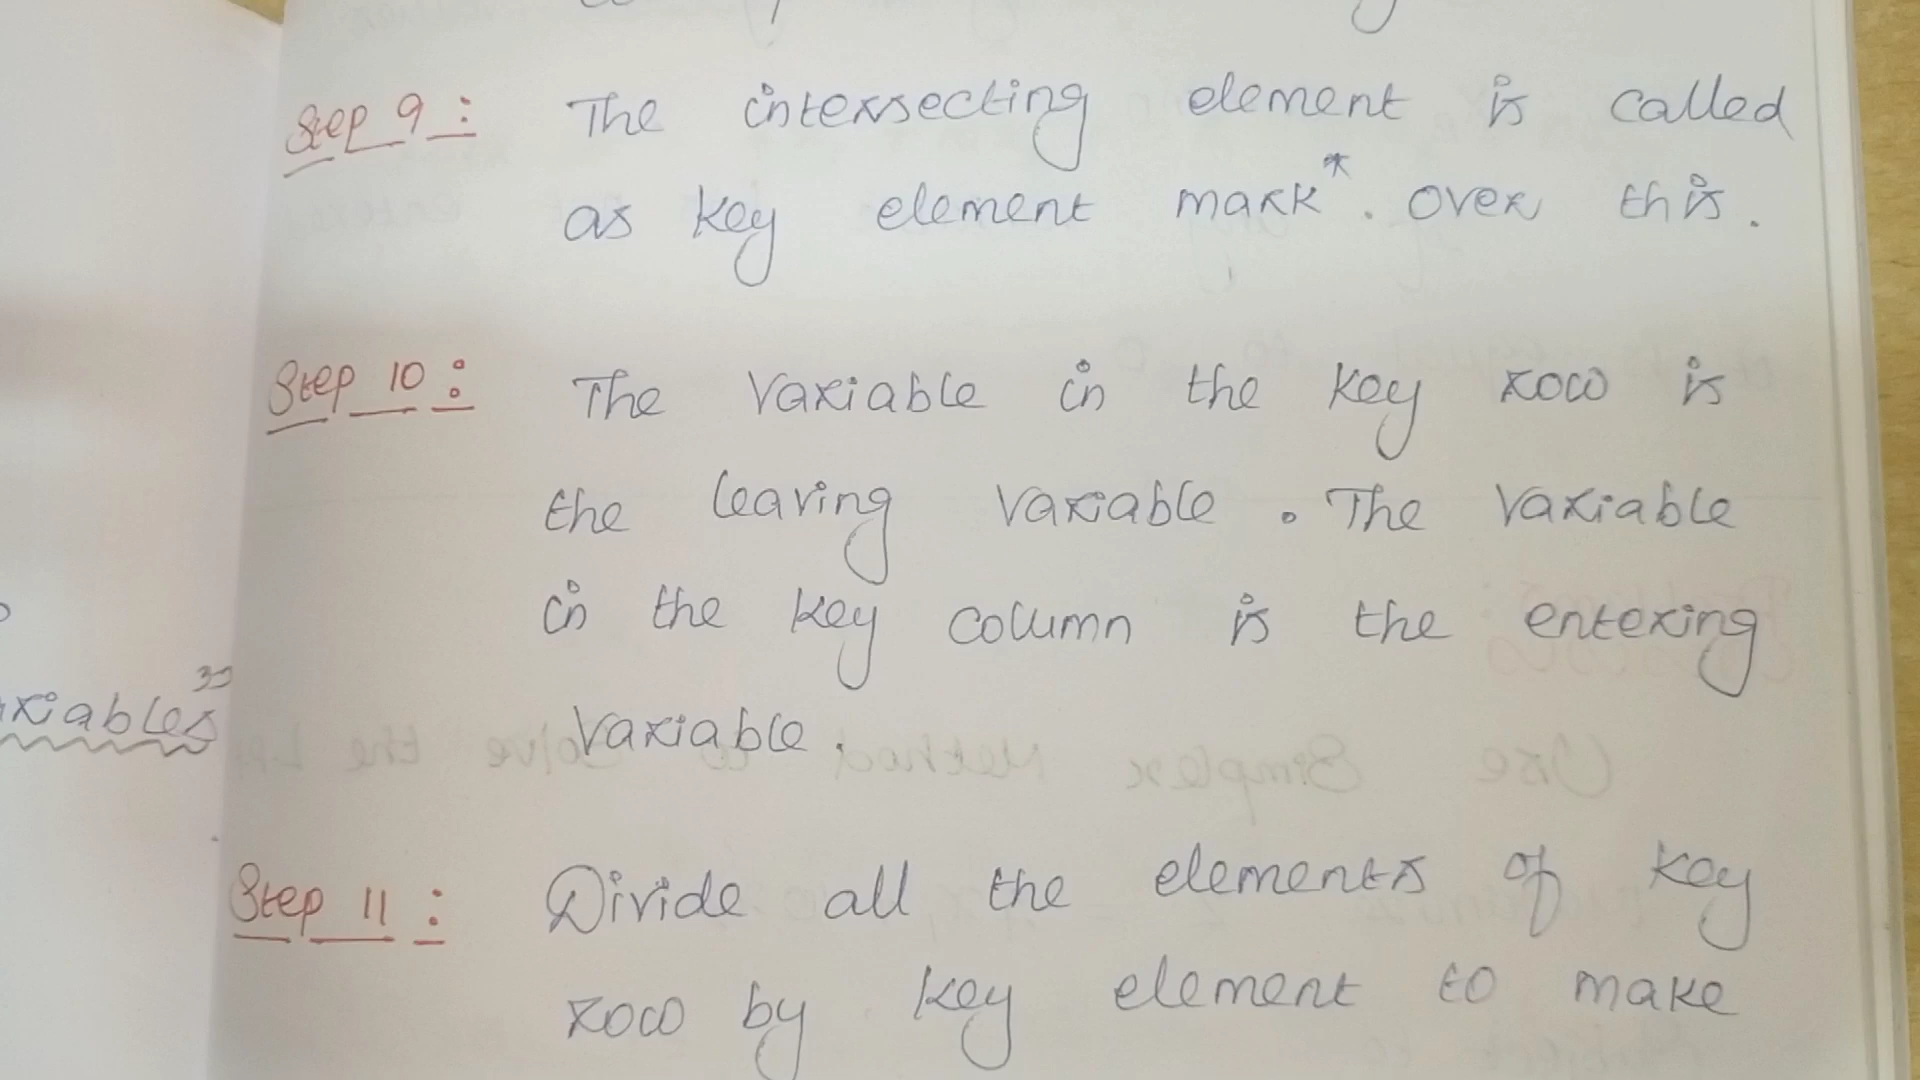 Step 9 : The intersecting element is called
as key element mark * . over this .
Step 10 : The variable in the key row is
the leaving variable . The variable
in the key column is the entering
variable .
Step 11 : Divide all the elements of key
row by key element to make